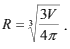 R = ∛(3V/4π) .